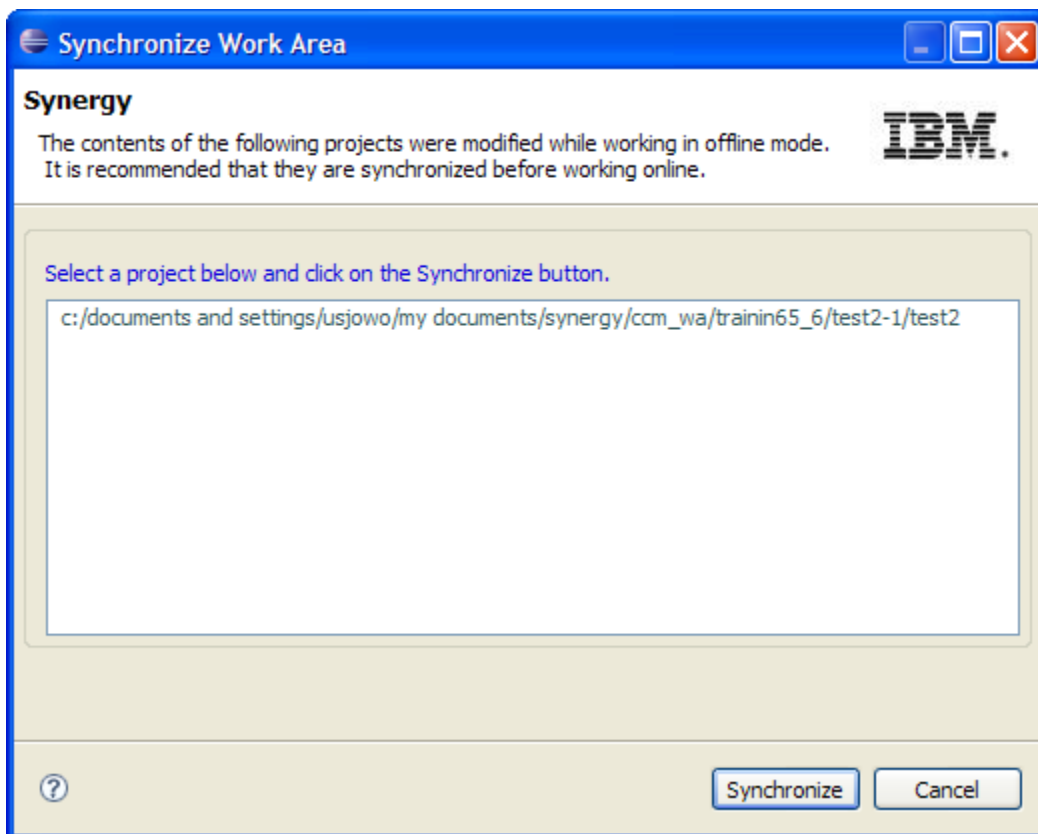 Synchronize Work Area
Synergy
The contents of the following projects were modified while working in offline mode.
It is recommended that they are synchronized before working online.
IBM.
Select a project below and click on the Synchronize button.
c:/documents and settings/usjowo/my documents/synergy/ccm_wa/trainin65_6/test2-1/test2
?
Synchronize
Cancel